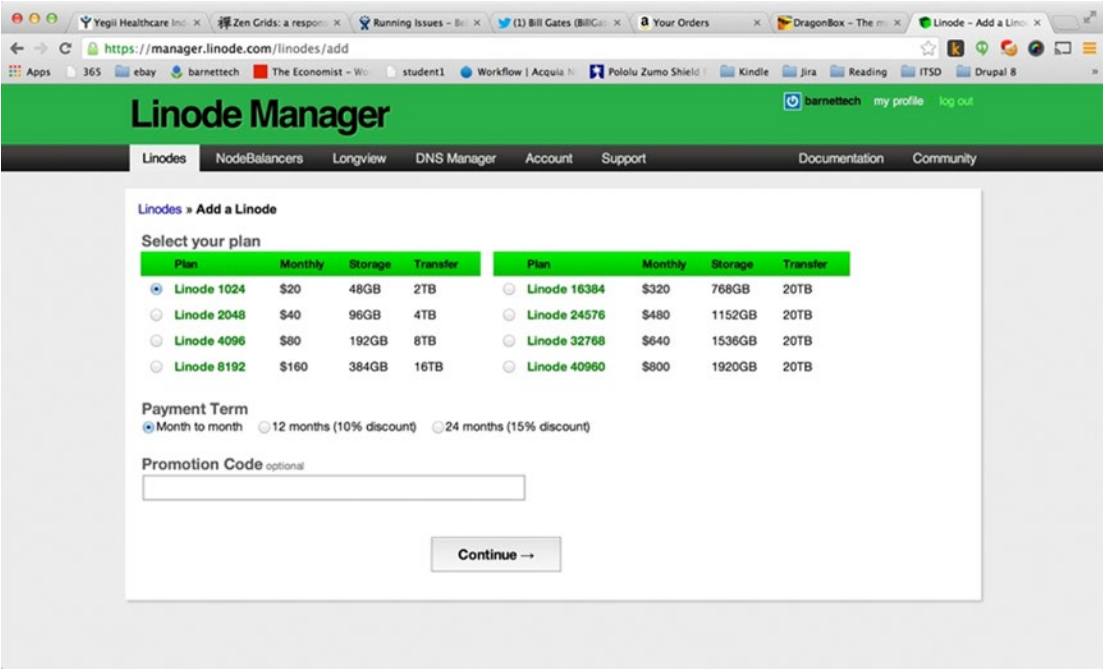 Yegii Healthcare Ind
禅 Zen Grids: a respon
Running Issues – Bel
(1) Bill Gates (BillGa
Your Orders
DragonBox – The m
Linode – Add a Lino
https://manager.linode.com/linodes/add
Apps 365 ebay barnettech The Economist – Wo student1 Workflow | Acquia N Pololu Zumo Shield Kindle Jira Reading ITSD Drupal 8 »
Linode Manager
barnettech my profile log out
Linodes NodeBalancers Longview DNS Manager Account Support Documentation Community
Linodes » Add a Linode
Select your plan
Plan Monthly Storage Transfer Plan Monthly Storage Transfer
Linode 1024 $20 48GB 2TB Linode 16384 $320 768GB 20TB
Linode 2048 $40 96GB 4TB Linode 24576 $480 1152GB 20TB
Linode 4096 $80 192GB 8TB Linode 32768 $640 1536GB 20TB
Linode 8192 $160 384GB 16TB Linode 40960 $800 1920GB 20TB
Payment Term
Month to month 12 months (10% discount) 24 months (15% discount)
Promotion Code optional
Continue →